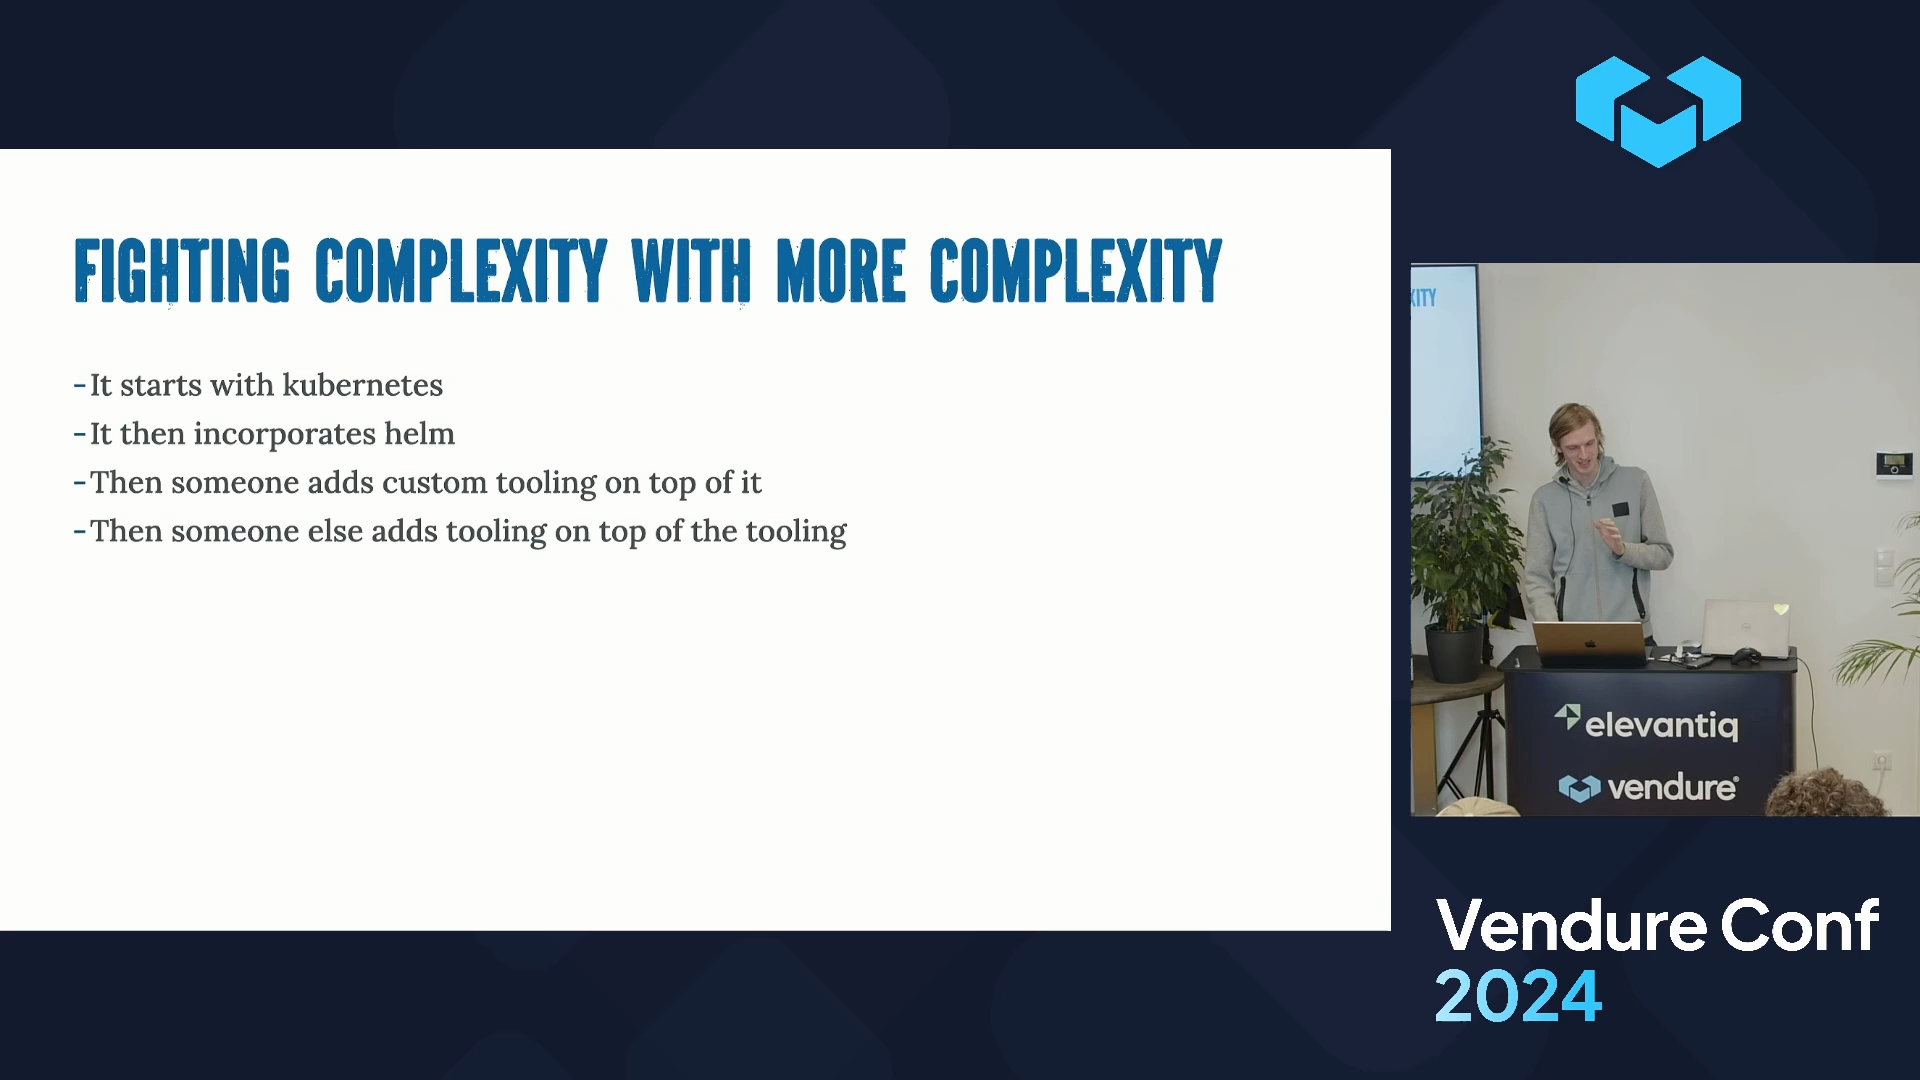 FIGHTING COMPLEXITY WITH MORE COMPLEXITY
-It starts with kubernetes
-It then incorporates helm
-Then someone adds custom tooling on top of it
-Then someone else adds tooling on top of the tooling
XITY
elevantiq
vendure®
Vendure Conf
2024